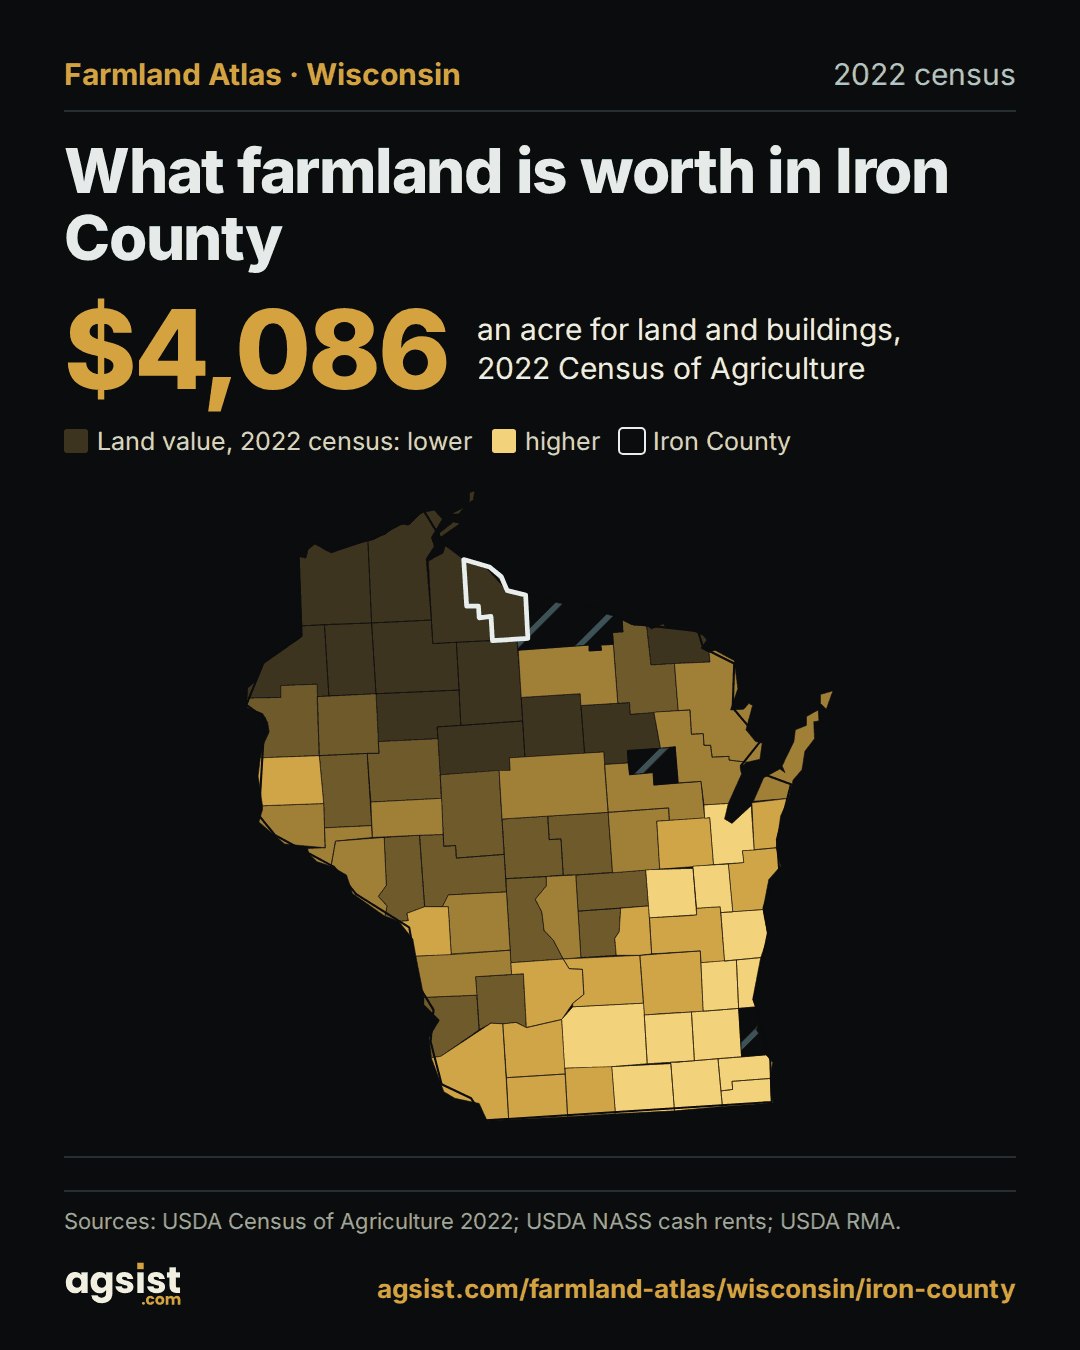 Farmland Atlas · Wisconsin
2022 census
What farmland is worth in Iron
County
$4,086
an acre for land and buildings,
2022 Census of Agriculture
Land value, 2022 census: lower
higher
Iron County
Sources: USDA Census of Agriculture 2022; USDA NASS cash rents; USDA RMA.
agsist
.com
agsist.com/farmland-atlas/wisconsin/iron-county